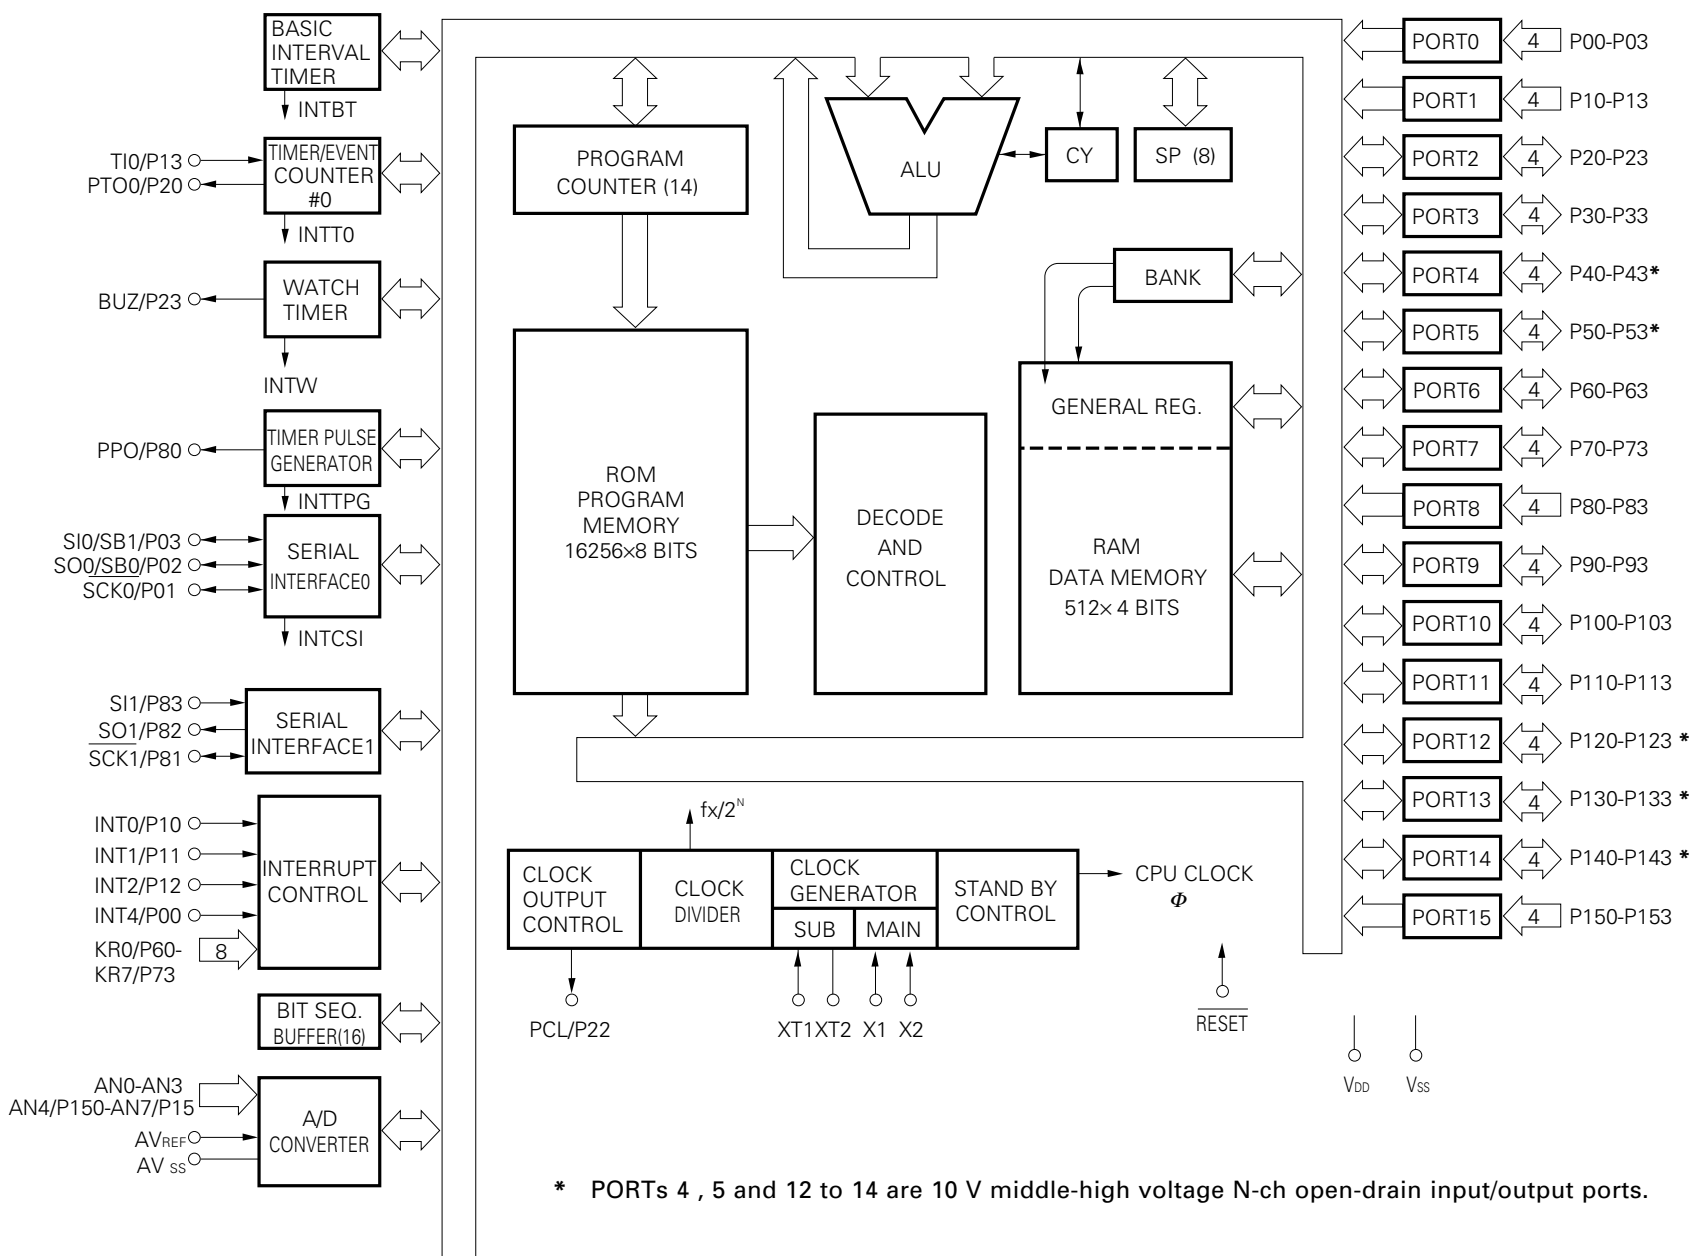 BASIC
INTERVAL
TIMER
INTBT
TI0/P13
PTO0/P20
TIMER/EVENT
COUNTER
#0
INTT0
BUZ/P23
WATCH
TIMER
INTW
PPO/P80
TIMER PULSE
GENERATOR
INTTPG
SI0/SB1/P03
SO0/SB0/P02
SCK0/P01
SERIAL
INTERFACE0
INTCSI
SI1/P83
SO1/P82
SCK1/P81
SERIAL
INTERFACE1
INT0/P10
INT1/P11
INT2/P12
INT4/P00
KR0/P60-
KR7/P73
8
INTERRUPT
CONTROL
BIT SEQ.
BUFFER(16)
AN0-AN3
AN4/P150-AN7/P15
AVREF
AV SS
A/D
CONVERTER
PROGRAM
COUNTER (14)
ALU
CY
SP (8)
BANK
GENERAL REG.
ROM
PROGRAM
MEMORY
16256×8 BITS
DECODE
AND
CONTROL
RAM
DATA MEMORY
512× 4 BITS
fx/2N
CLOCK
OUTPUT
CONTROL
CLOCK
DIVIDER
CLOCK
GENERATOR
SUB
MAIN
STAND BY
CONTROL
CPU CLOCK
Φ
PCL/P22
XT1
XT2
X1
X2
RESET
VDD
VSS
PORT0 4 P00-P03
PORT1 4 P10-P13
PORT2 4 P20-P23
PORT3 4 P30-P33
PORT4 4 P40-P43*
PORT5 4 P50-P53*
PORT6 4 P60-P63
PORT7 4 P70-P73
PORT8 4 P80-P83
PORT9 4 P90-P93
PORT10 4 P100-P103
PORT11 4 P110-P113
PORT12 4 P120-P123 *
PORT13 4 P130-P133 *
PORT14 4 P140-P143 *
PORT15 4 P150-P153
* PORTs 4 , 5 and 12 to 14 are 10 V middle-high voltage N-ch open-drain input/output ports.